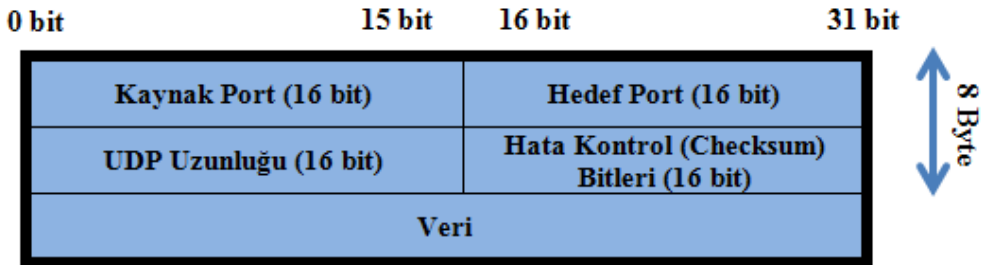 0 bit 15 bit 16 bit 31 bit
Kaynak Port (16 bit) Hedef Port (16 bit)
UDP Uzunluğu (16 bit) Hata Kontrol (Checksum)
Bitleri (16 bit)
Veri
8 Byte